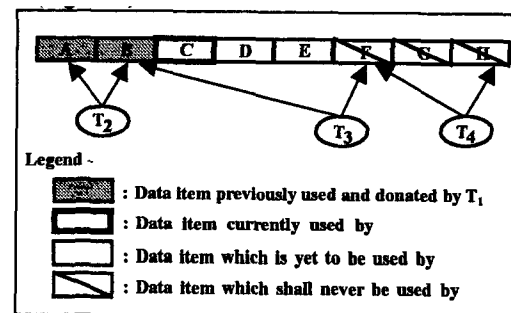 A B C D E F G H
T2 T3 T4
Legend ~
: Data item previously used and donated by T1
: Data item currently used by
: Data item which is yet to be used by
: Data item which shall never be used by